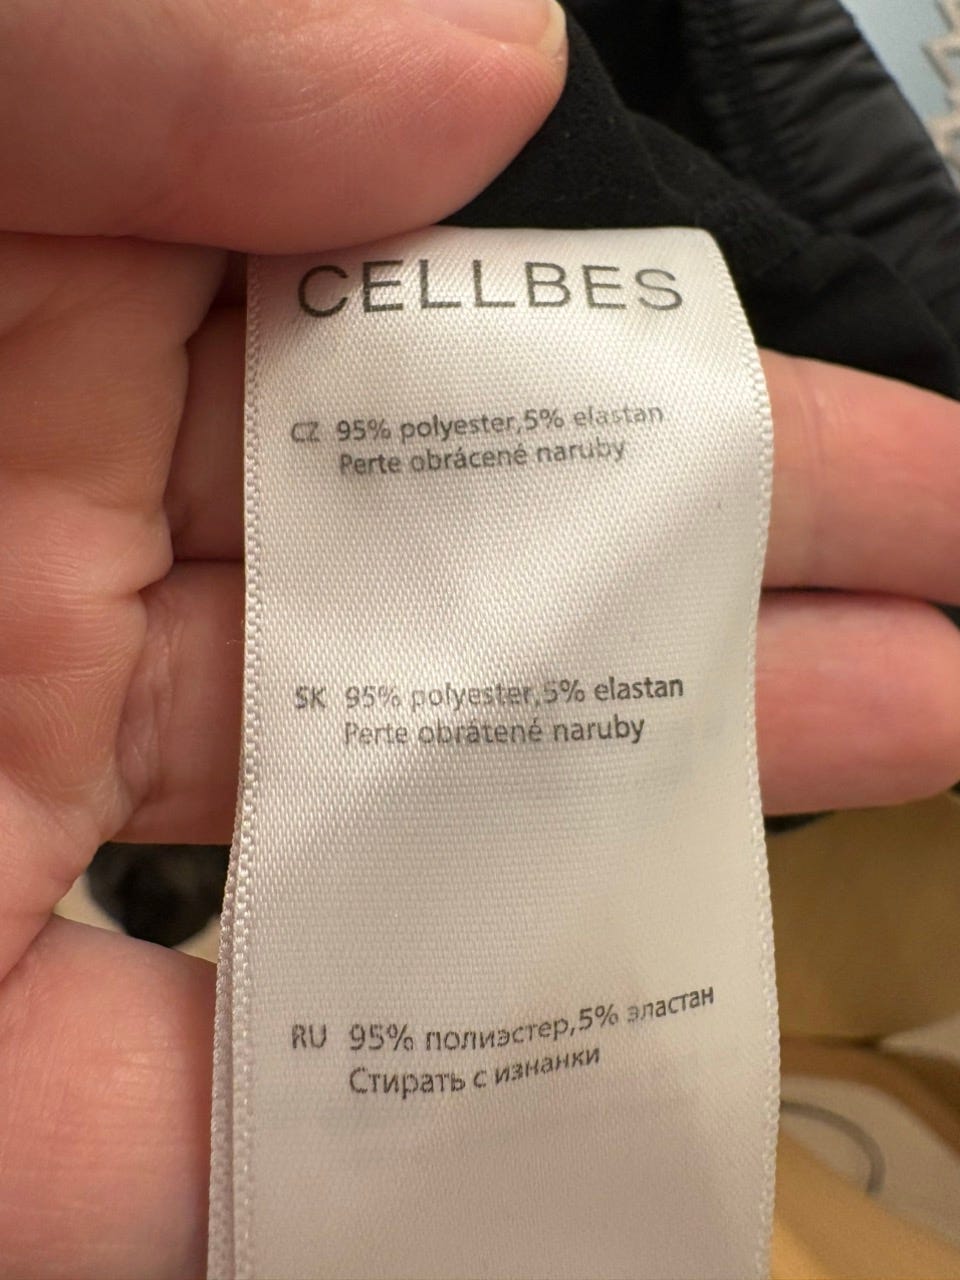 CELLBES
CZ 95% polyester,5% elastan
Perte obrácené naruby
SK 95% polyester,5% elastan
Perte obrátené naruby
RU 95% полиэстер,5% эластан
Стирать с изнанки